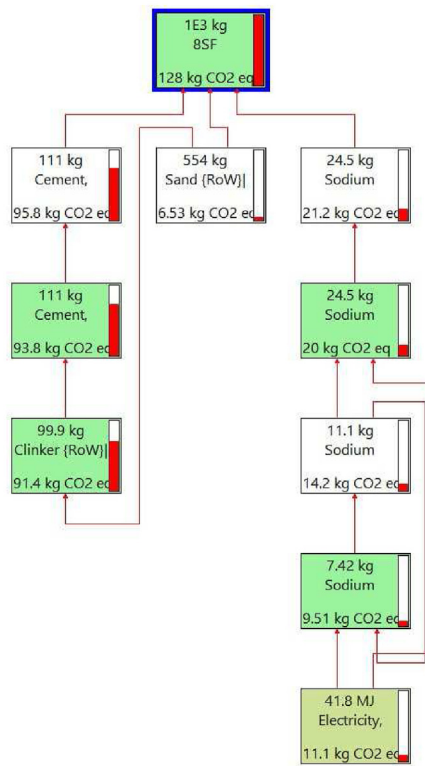 1E3 kg
8SF
128 kg CO2 eq
111 kg
Cement,
95.8 kg CO2 eq
554 kg
Sand {RoW}|
6.53 kg CO2 eq
24.5 kg
Sodium
21.2 kg CO2 eq
111 kg
Cement,
93.8 kg CO2 eq
24.5 kg
Sodium
20 kg CO2 eq
99.9 kg
Clinker {RoW}|
91.4 kg CO2 eq
11.1 kg
Sodium
14.2 kg CO2 eq
7.42 kg
Sodium
9.51 kg CO2 eq
41.8 MJ
Electricity,
11.1 kg CO2 eq